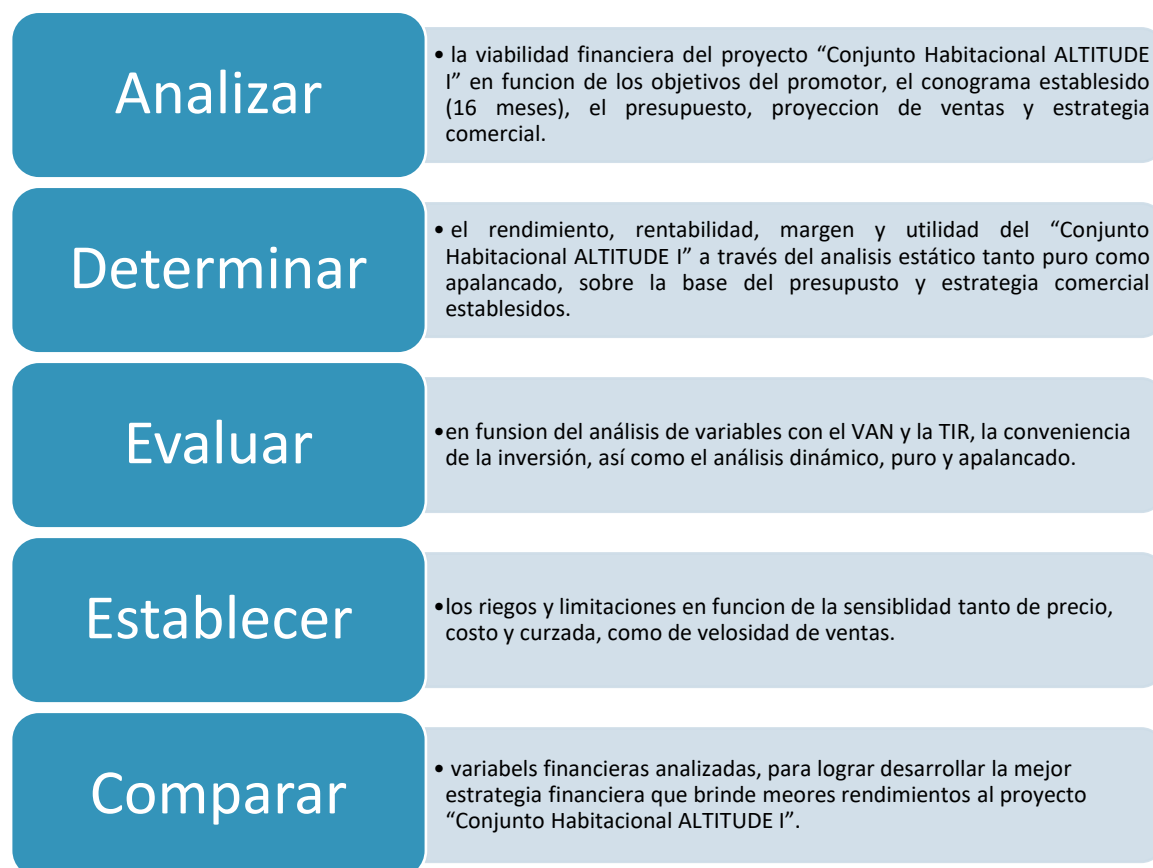 Analizar
• la viabilidad financiera del proyecto “Conjunto Habitacional ALTITUDE
I” en funcion de los objetivos del promotor, el conograma establesido
(16 meses), el presupuesto, proyeccion de ventas y estrategia
comercial.
Determinar
• el rendimiento, rentabilidad, margen y utilidad del “Conjunto
Habitacional ALTITUDE I” a través del analisis estático tanto puro como
apalancado, sobre la base del presupusto y estrategia comercial
establesidos.
Evaluar
•en funsion del análisis de variables con el VAN y la TIR, la conveniencia
de la inversión, así como el análisis dinámico, puro y apalancado.
Establecer
•los riegos y limitaciones en funcion de la sensiblidad tanto de precio,
costo y curzada, como de velosidad de ventas.
Comparar
• variabels financieras analizadas, para lograr desarrollar la mejor
estrategia financiera que brinde meores rendimientos al proyecto
“Conjunto Habitacional ALTITUDE I”.